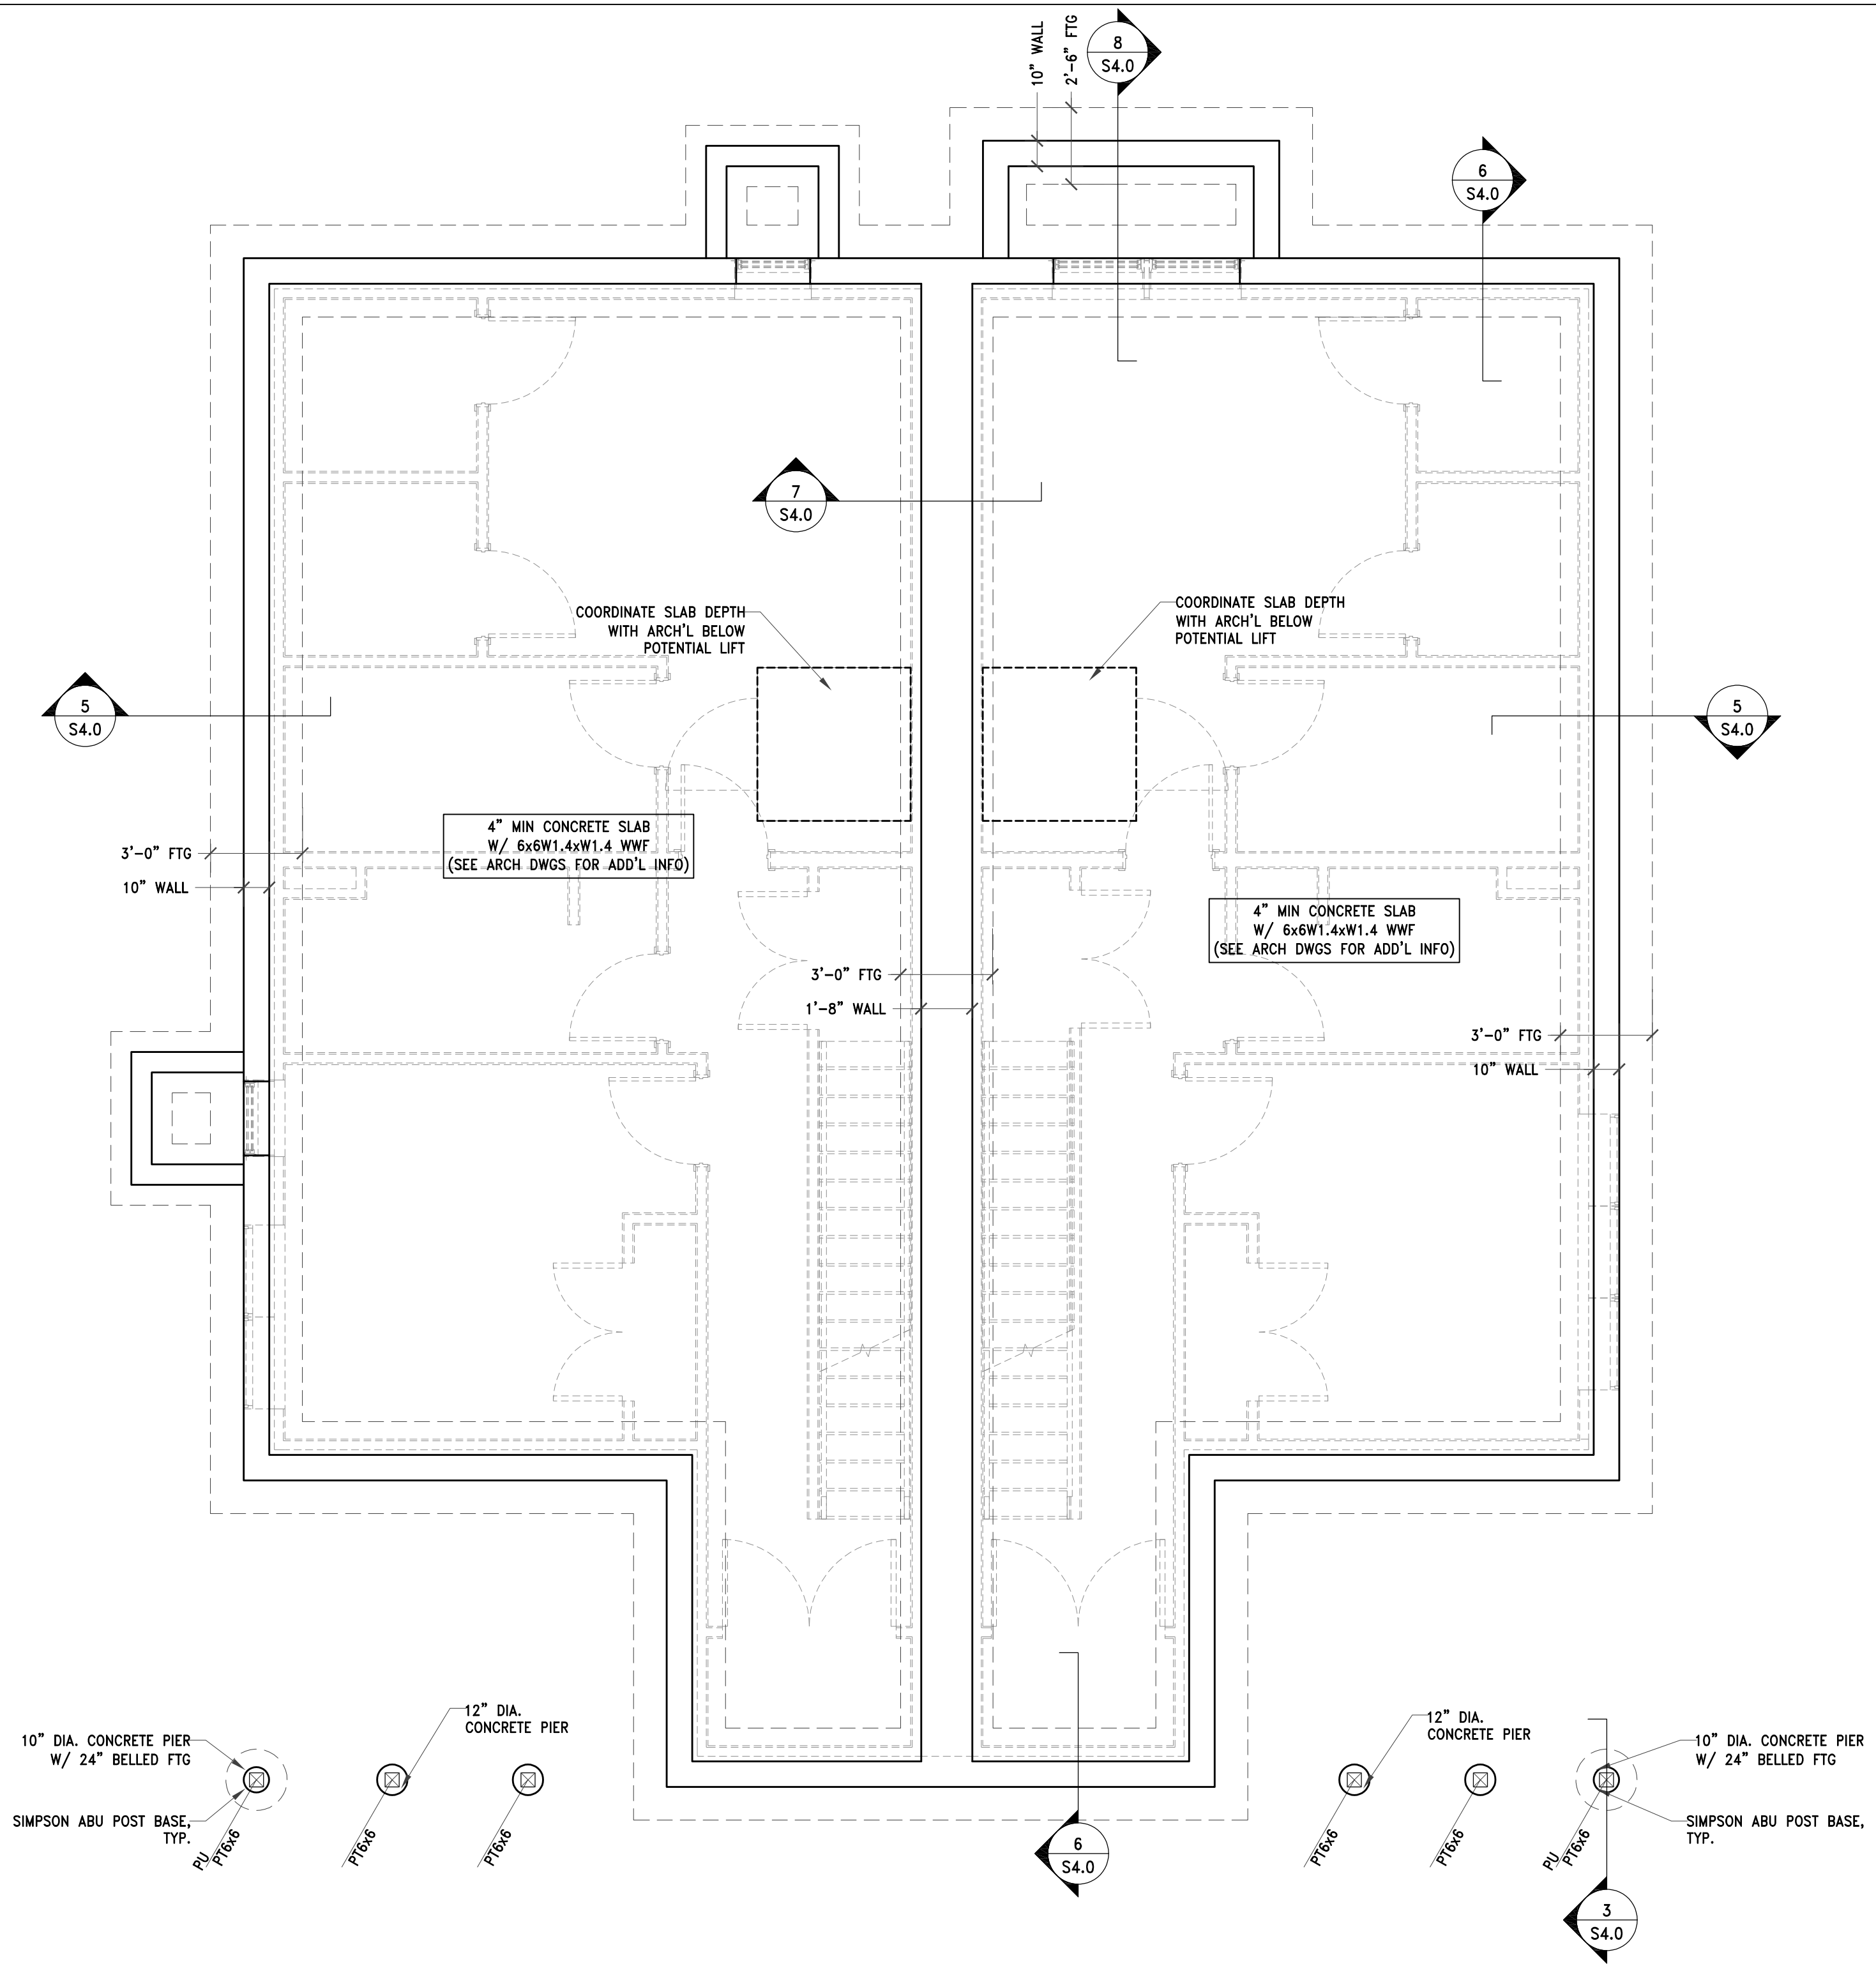 10" WALL
2'-6" FTG
8
S4.0
6
S4.0
7
S4.0
COORDINATE SLAB DEPTH
WITH ARCH'L BELOW
POTENTIAL LIFT
COORDINATE SLAB DEPTH
WITH ARCH'L BELOW
POTENTIAL LIFT
5
S4.0
5
S4.0
4" MIN CONCRETE SLAB
W/ 6x6W1.4xW1.4 WWF
(SEE ARCH DWGS FOR ADD'L INFO)
3'-0" FTG
10" WALL
4" MIN CONCRETE SLAB
W/ 6x6W1.4xW1.4 WWF
(SEE ARCH DWGS FOR ADD'L INFO)
3'-0" FTG
1'-8" WALL
3'-0" FTG
10" WALL
12" DIA.
CONCRETE PIER
10" DIA. CONCRETE PIER
W/ 24" BELLED FTG
SIMPSON ABU POST BASE,
TYP.
PU
PT6x6
PT6x6
PT6x6
12" DIA.
CONCRETE PIER
10" DIA. CONCRETE PIER
W/ 24" BELLED FTG
SIMPSON ABU POST BASE,
TYP.
PT6x6
PT6x6
PU
PT6x6
6
S4.0
3
S4.0